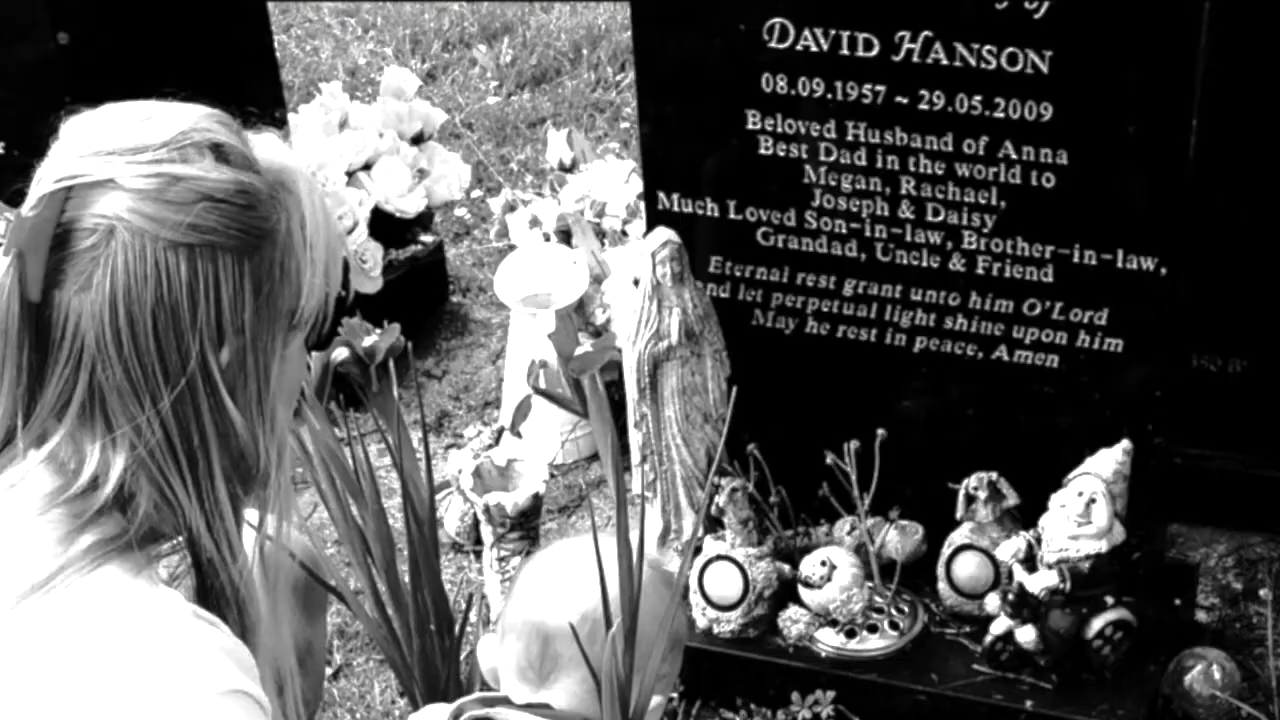 of
DAVID HANSON
08.09.1957 ~ 29.05.2009
Beloved Husband of Anna
Best Dad in the world to
Megan, Rachael,
Joseph & Daisy
Much Loved Son-in-law, Brother-in-law,
Grandad, Uncle & Friend
Eternal rest grant unto him O'Lord
and let perpetual light shine upon him
May he rest in peace, Amen